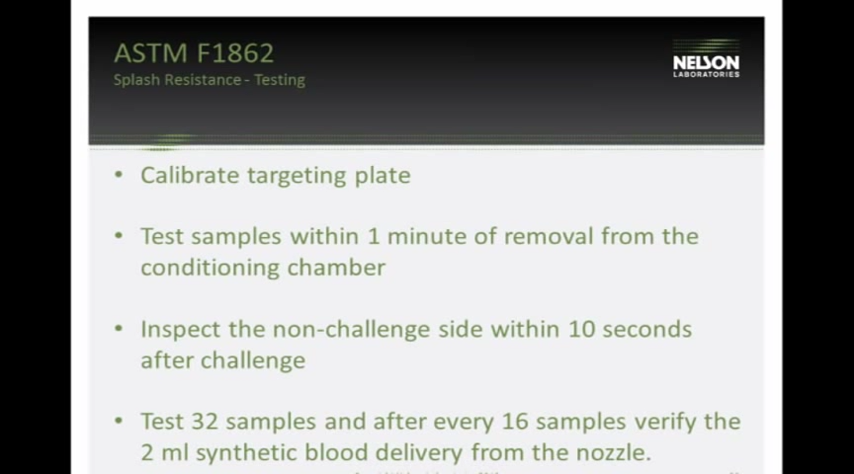 ASTM F1862
Splash Resistance - Testing
NELSON
LABORATORIES
• Calibrate targeting plate
• Test samples within 1 minute of removal from the
conditioning chamber
• Inspect the non-challenge side within 10 seconds
after challenge
• Test 32 samples and after every 16 samples verify the
2 ml synthetic blood delivery from the nozzle.